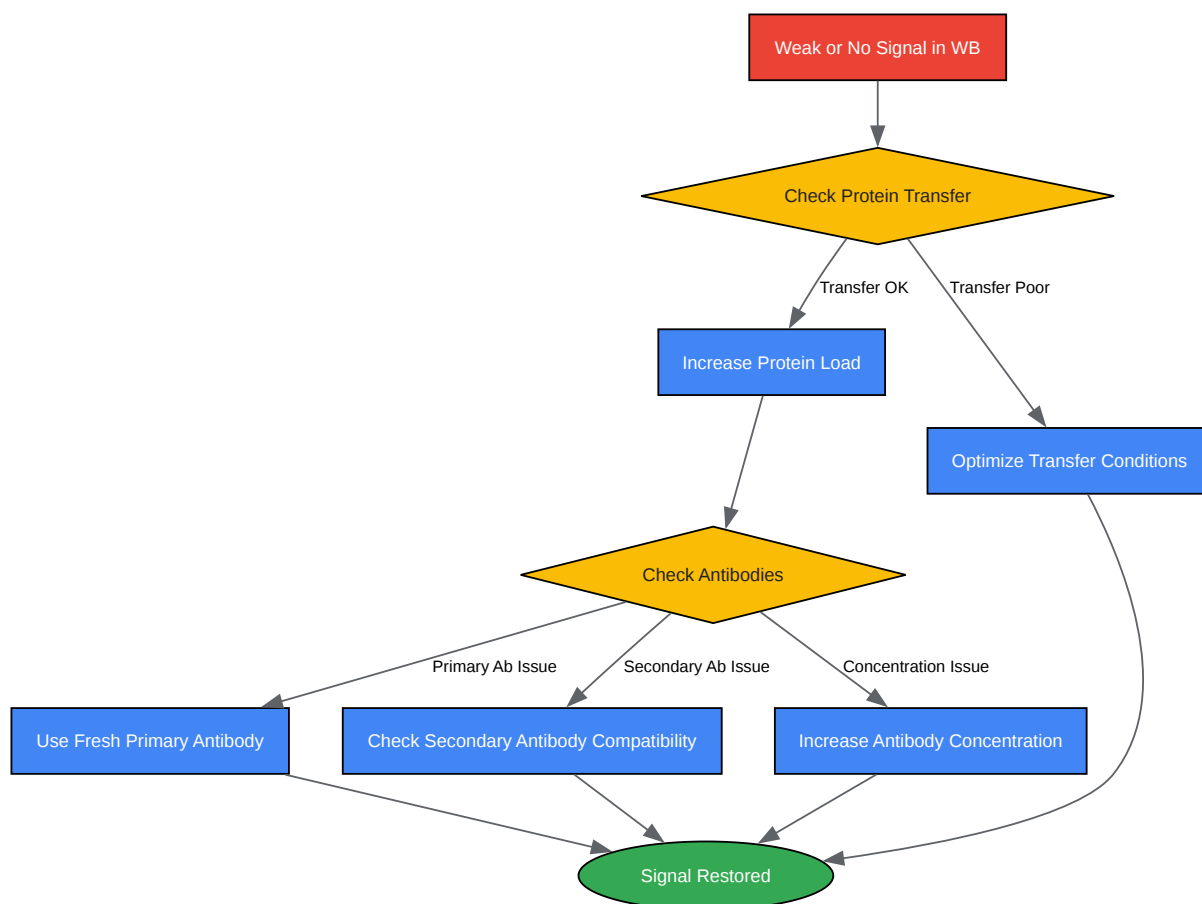 Weak or No Signal in WB
Check Protein Transfer
Transfer OK
Transfer Poor
Increase Protein Load
Optimize Transfer Conditions
Check Antibodies
Primary Ab Issue
Secondary Ab Issue
Concentration Issue
Use Fresh Primary Antibody
Check Secondary Antibody Compatibility
Increase Antibody Concentration
Signal Restored